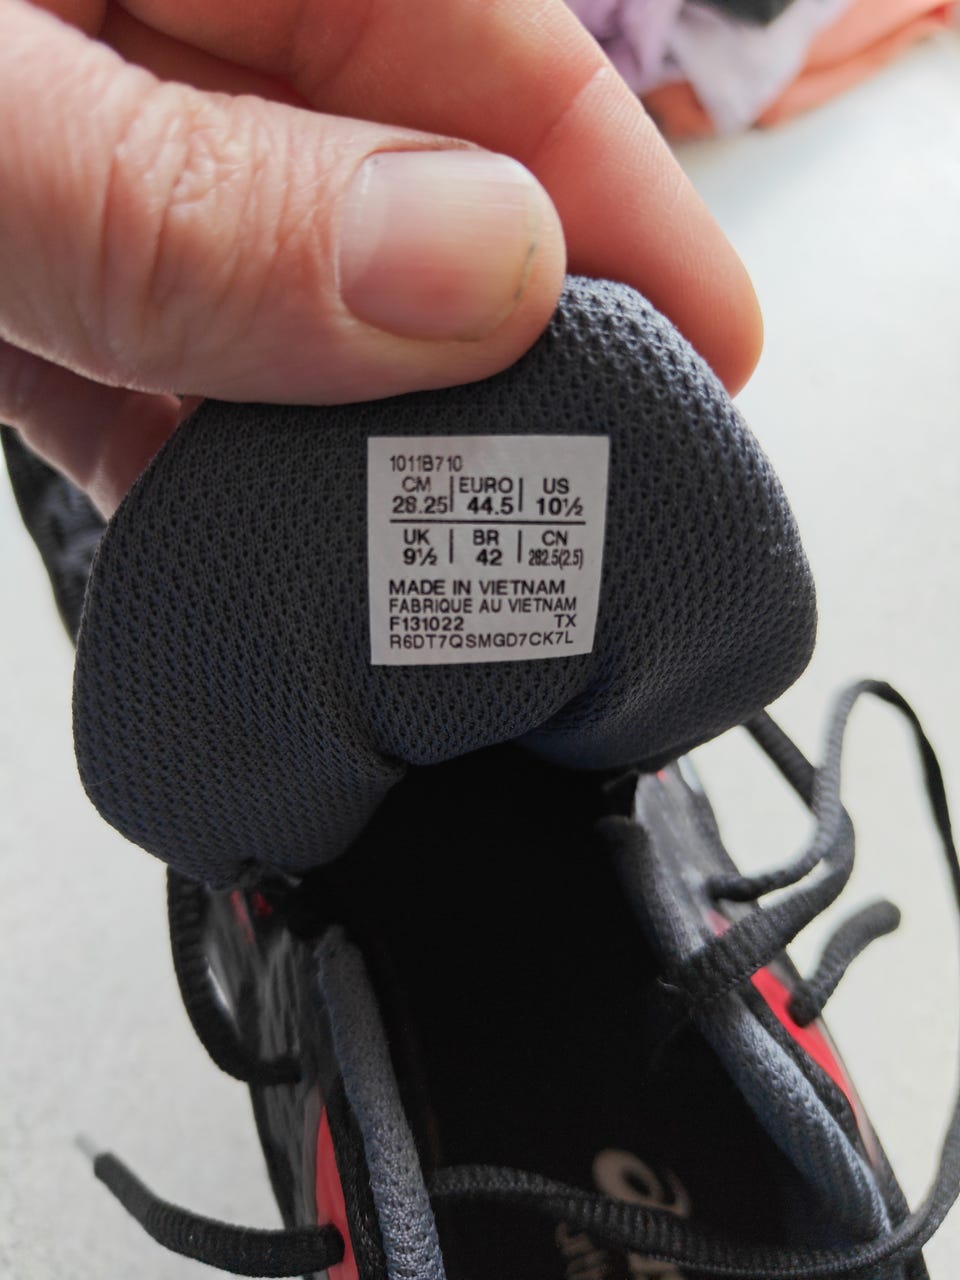 1011B710
CM | EURO | US
28.25 | 44.5 | 10½
UK | BR | CN
9½ | 42 | 282.5(2.5)
MADE IN VIETNAM
FABRIQUE AU VIETNAM
F131022 TX
R6DT7QSMGD7CK7L